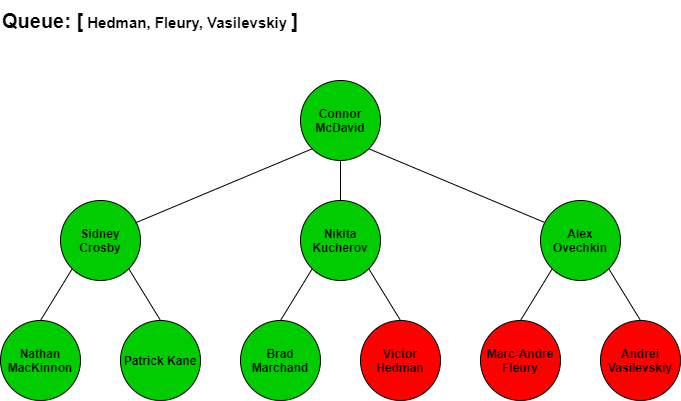 Queue: [ Hedman, Fleury, Vasilevskiy ]
Connor
McDavid
Sidney
Crosby
Nikita
Kucherov
Alex
Ovechkin
Nathan
MacKinnon
Patrick Kane
Brad
Marchand
Victor
Hedman
Marc-Andre
Fleury
Andrei
Vasilevskiy